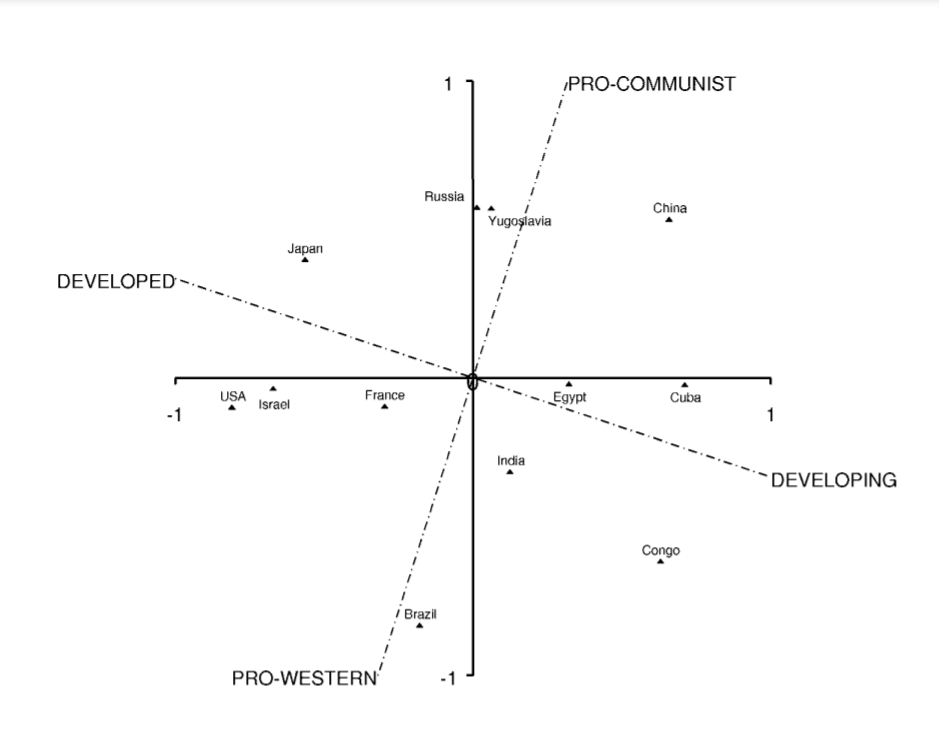 1
PRO-COMMUNIST
Russia
Yugoslavia
China
Japan
DEVELOPED
0
USA
Israel
France
Egypt
Cuba
-1
1
India
DEVELOPING
Congo
Brazil
PRO-WESTERN
-1